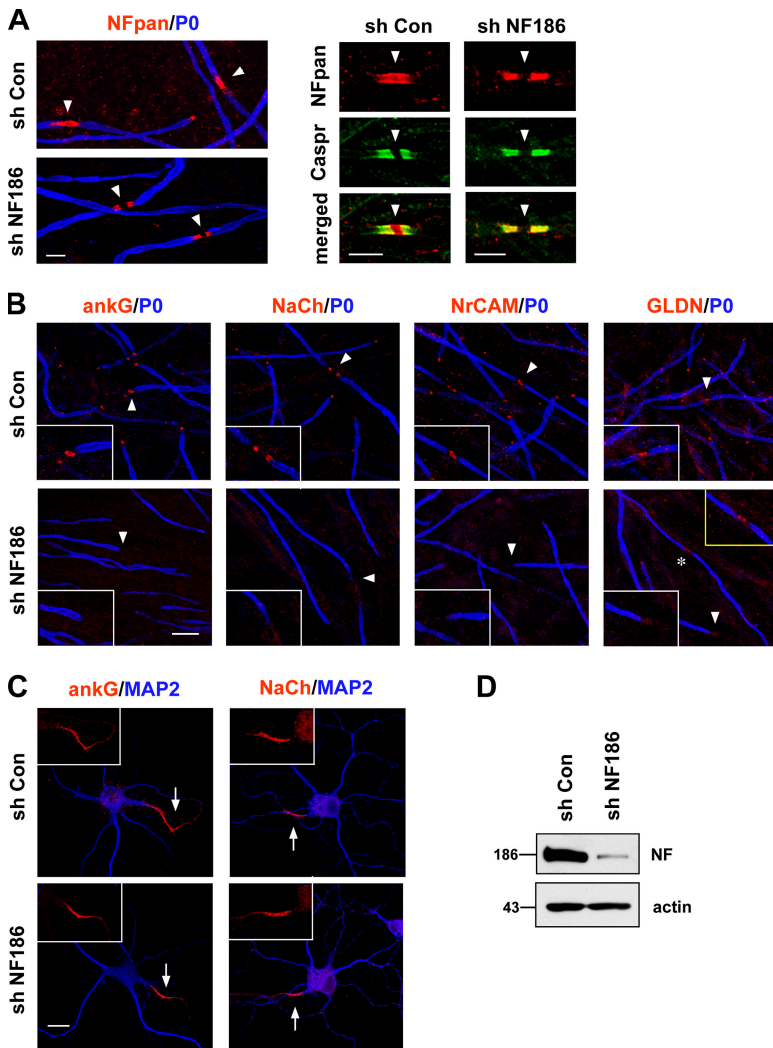 A
NFpan/P0
sh Con
sh NF186
sh Con
sh NF186
NFpan
Caspr
merged
B
ankG/P0
NaCh/P0
NrCAM/P0
GLDN/P0
sh Con
sh NF186
*
C
ankG/MAP2
NaCh/MAP2
sh Con
sh NF186
D
sh Con
sh NF186
186
NF
43
actin